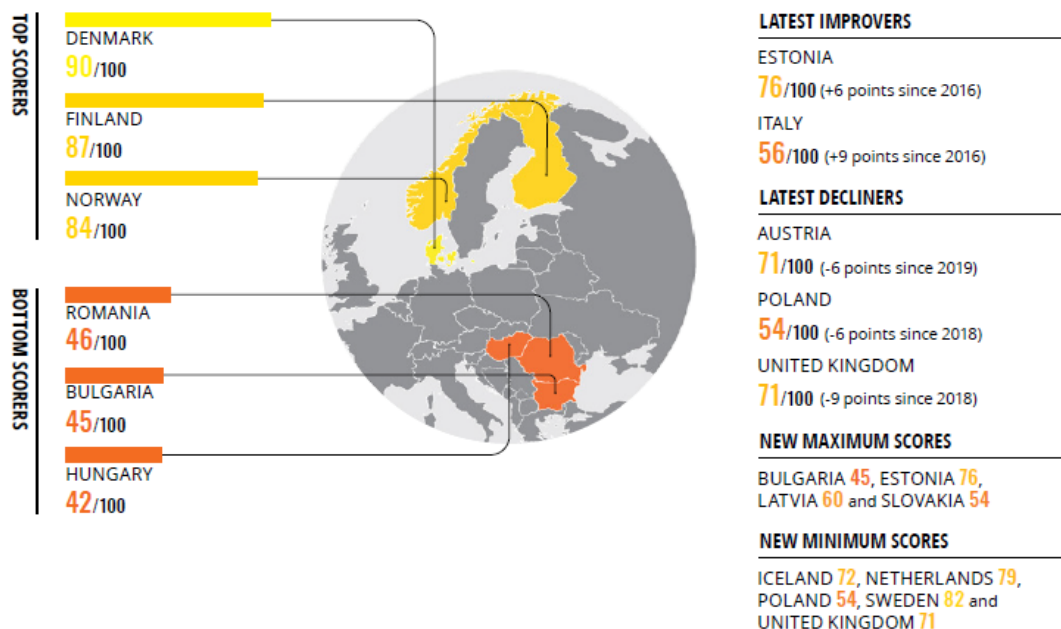 TOP SCORERS
DENMARK
90/100
FINLAND
87/100
NORWAY
84/100
BOTTOM SCORERS
ROMANIA
46/100
BULGARIA
45/100
HUNGARY
42/100
LATEST IMPROVERS
ESTONIA
76/100 (+6 points since 2016)
ITALY
56/100 (+9 points since 2016)
LATEST DECLINERS
AUSTRIA
71/100 (-6 points since 2019)
POLAND
54/100 (-6 points since 2018)
UNITED KINGDOM
71/100 (-9 points since 2018)
NEW MAXIMUM SCORES
BULGARIA 45, ESTONIA 76,
LATVIA 60 and SLOVAKIA 54
NEW MINIMUM SCORES
ICELAND 72, NETHERLANDS 79,
POLAND 54, SWEDEN 82 and
UNITED KINGDOM 71